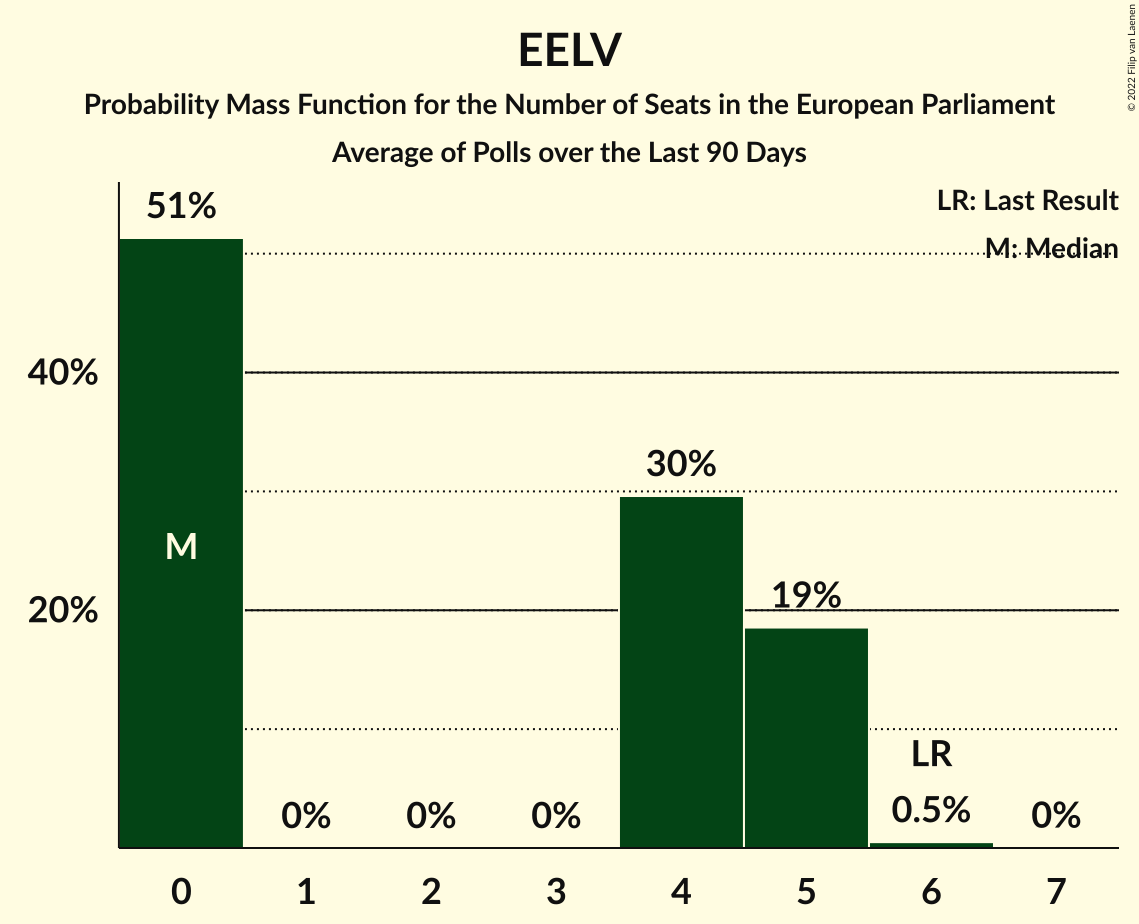 EELV
Probability Mass Function for the Number of Seats in the European Parliament
Average of Polls over the Last 90 Days
© 2022 Filip van Laenen
LR: Last Result
M: Median
51%
40%
30%
M
20%
19%
LR
0%
0%
0%
0.5%
0%
0
1
2
3
4
5
6
7